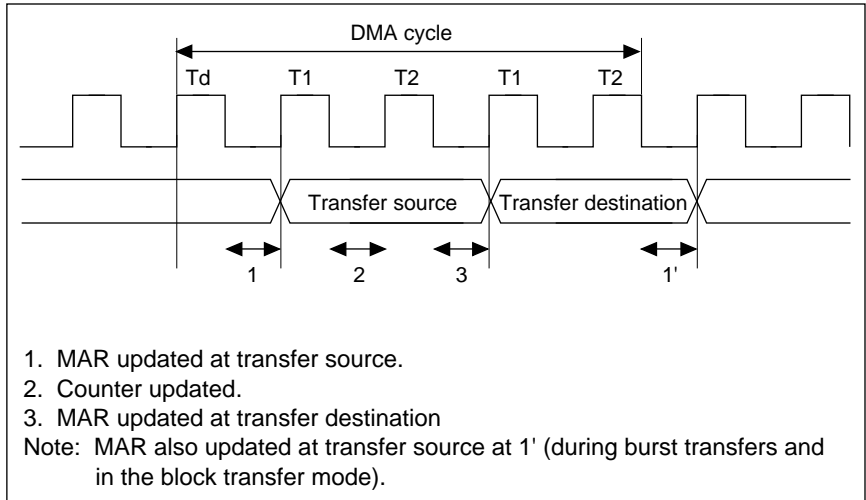 DMA cycle
Td T1 T2 T1 T2
Transfer source Transfer destination
1 2 3 1'
1. MAR updated at transfer source.
2. Counter updated.
3. MAR updated at transfer destination
Note: MAR also updated at transfer source at 1' (during burst transfers and
in the block transfer mode).